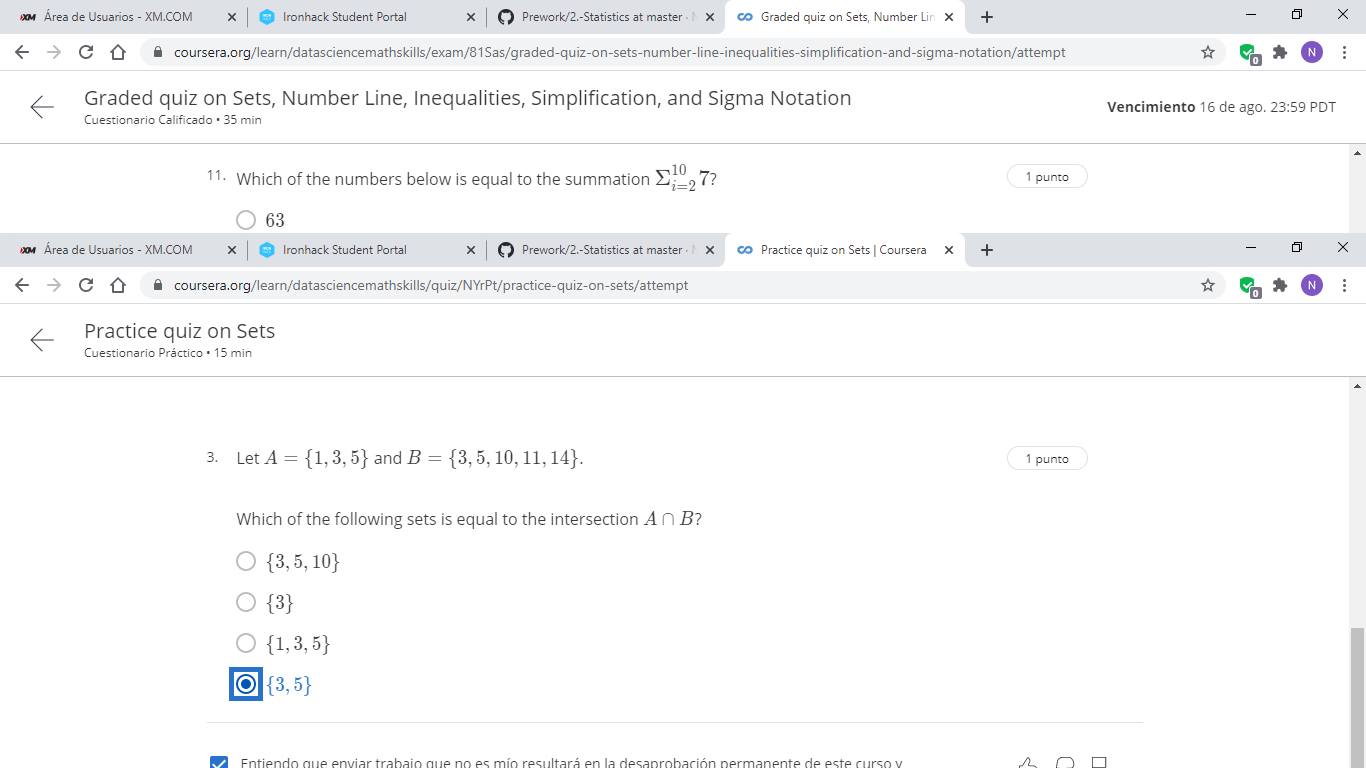 XM Área de Usuarios - XM.COM Ironhack Student Portal Prework/2.-Statistics at master · Graded quiz on Sets, Number Lin
coursera.org/learn/datasciencemathskills/exam/81Sas/graded-quiz-on-sets-number-line-inequalities-simplification-and-sigma-notation/attempt 0 N
Graded quiz on Sets, Number Line, Inequalities, Simplification, and Sigma Notation
Cuestionario Calificado • 35 min
Vencimiento 16 de ago. 23:59 PDT
11. Which of the numbers below is equal to the summation Σ_{i=2}^{10} 7? 1 punto
63
XM Área de Usuarios - XM.COM Ironhack Student Portal Prework/2.-Statistics at master · Practice quiz on Sets | Coursera
coursera.org/learn/datasciencemathskills/quiz/NYrPt/practice-quiz-on-sets/attempt 0 N
Practice quiz on Sets
Cuestionario Práctico • 15 min
3. Let A = {1, 3, 5} and B = {3, 5, 10, 11, 14}. 1 punto
Which of the following sets is equal to the intersection A ∩ B?
{3, 5, 10}
{3}
{1, 3, 5}
{3, 5}
Entiendo que enviar trabajo que no es mío resultará en la desaprobación permanente de este curso y